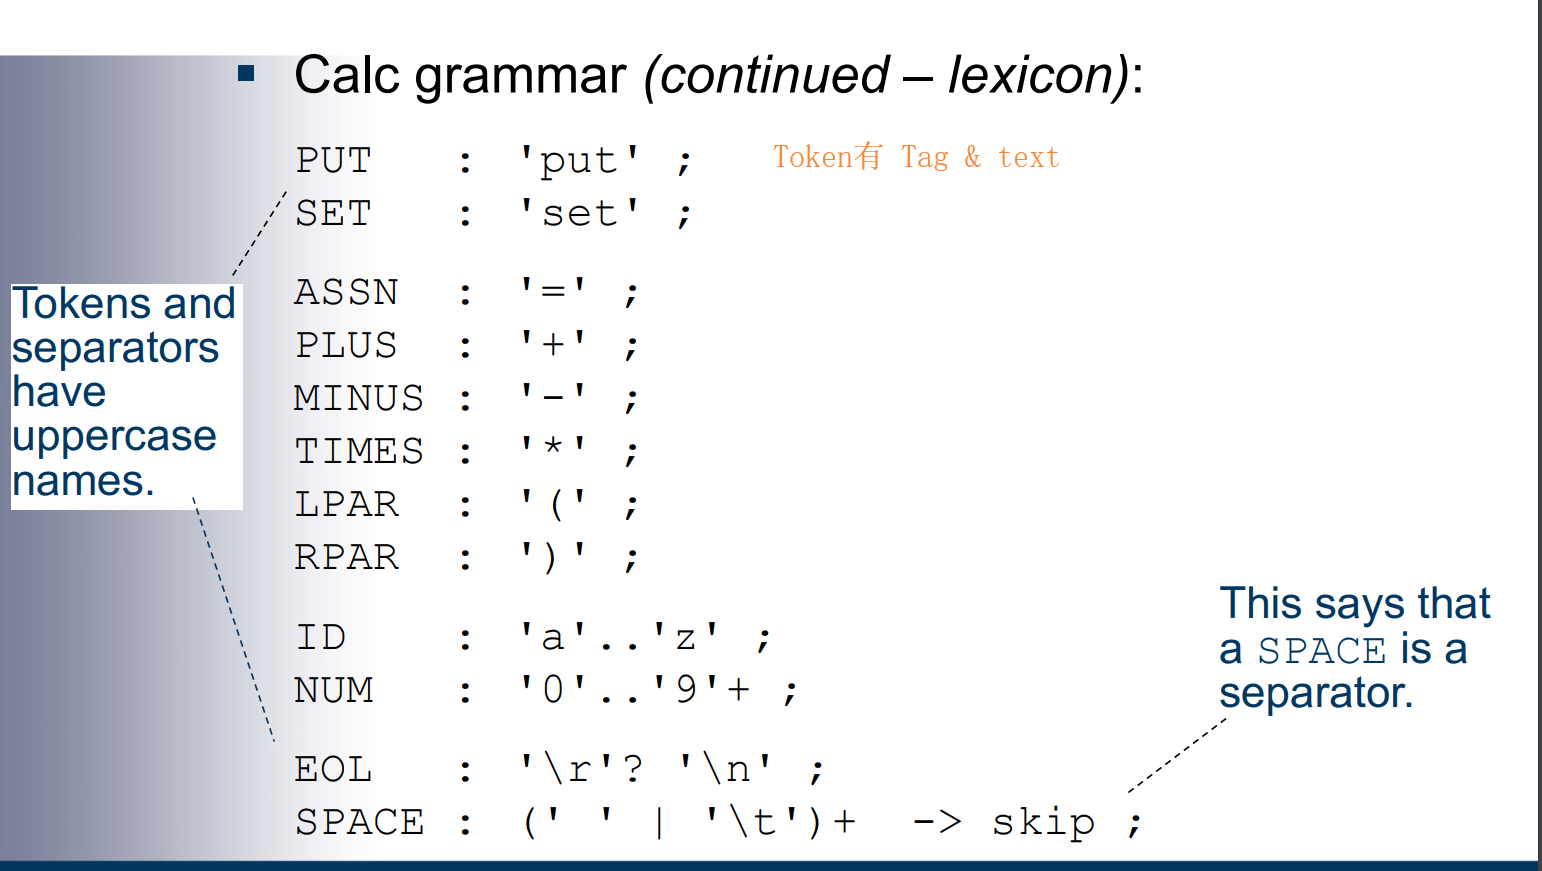 ▪ Calc grammar (continued – lexicon):
PUT : 'put' ;
Token有 Tag & text
SET : 'set' ;
ASSN : '=' ;
PLUS : '+' ;
MINUS : '-' ;
TIMES : '*' ;
LPAR : '(' ;
RPAR : ')' ;
ID : 'a'..'z' ;
NUM : '0'..'9'+ ;
EOL : '\r'? '\n' ;
SPACE : (' ' | '\t')+ -> skip ;
Tokens and
separators
have
uppercase
names.
This says that
a SPACE is a
separator.